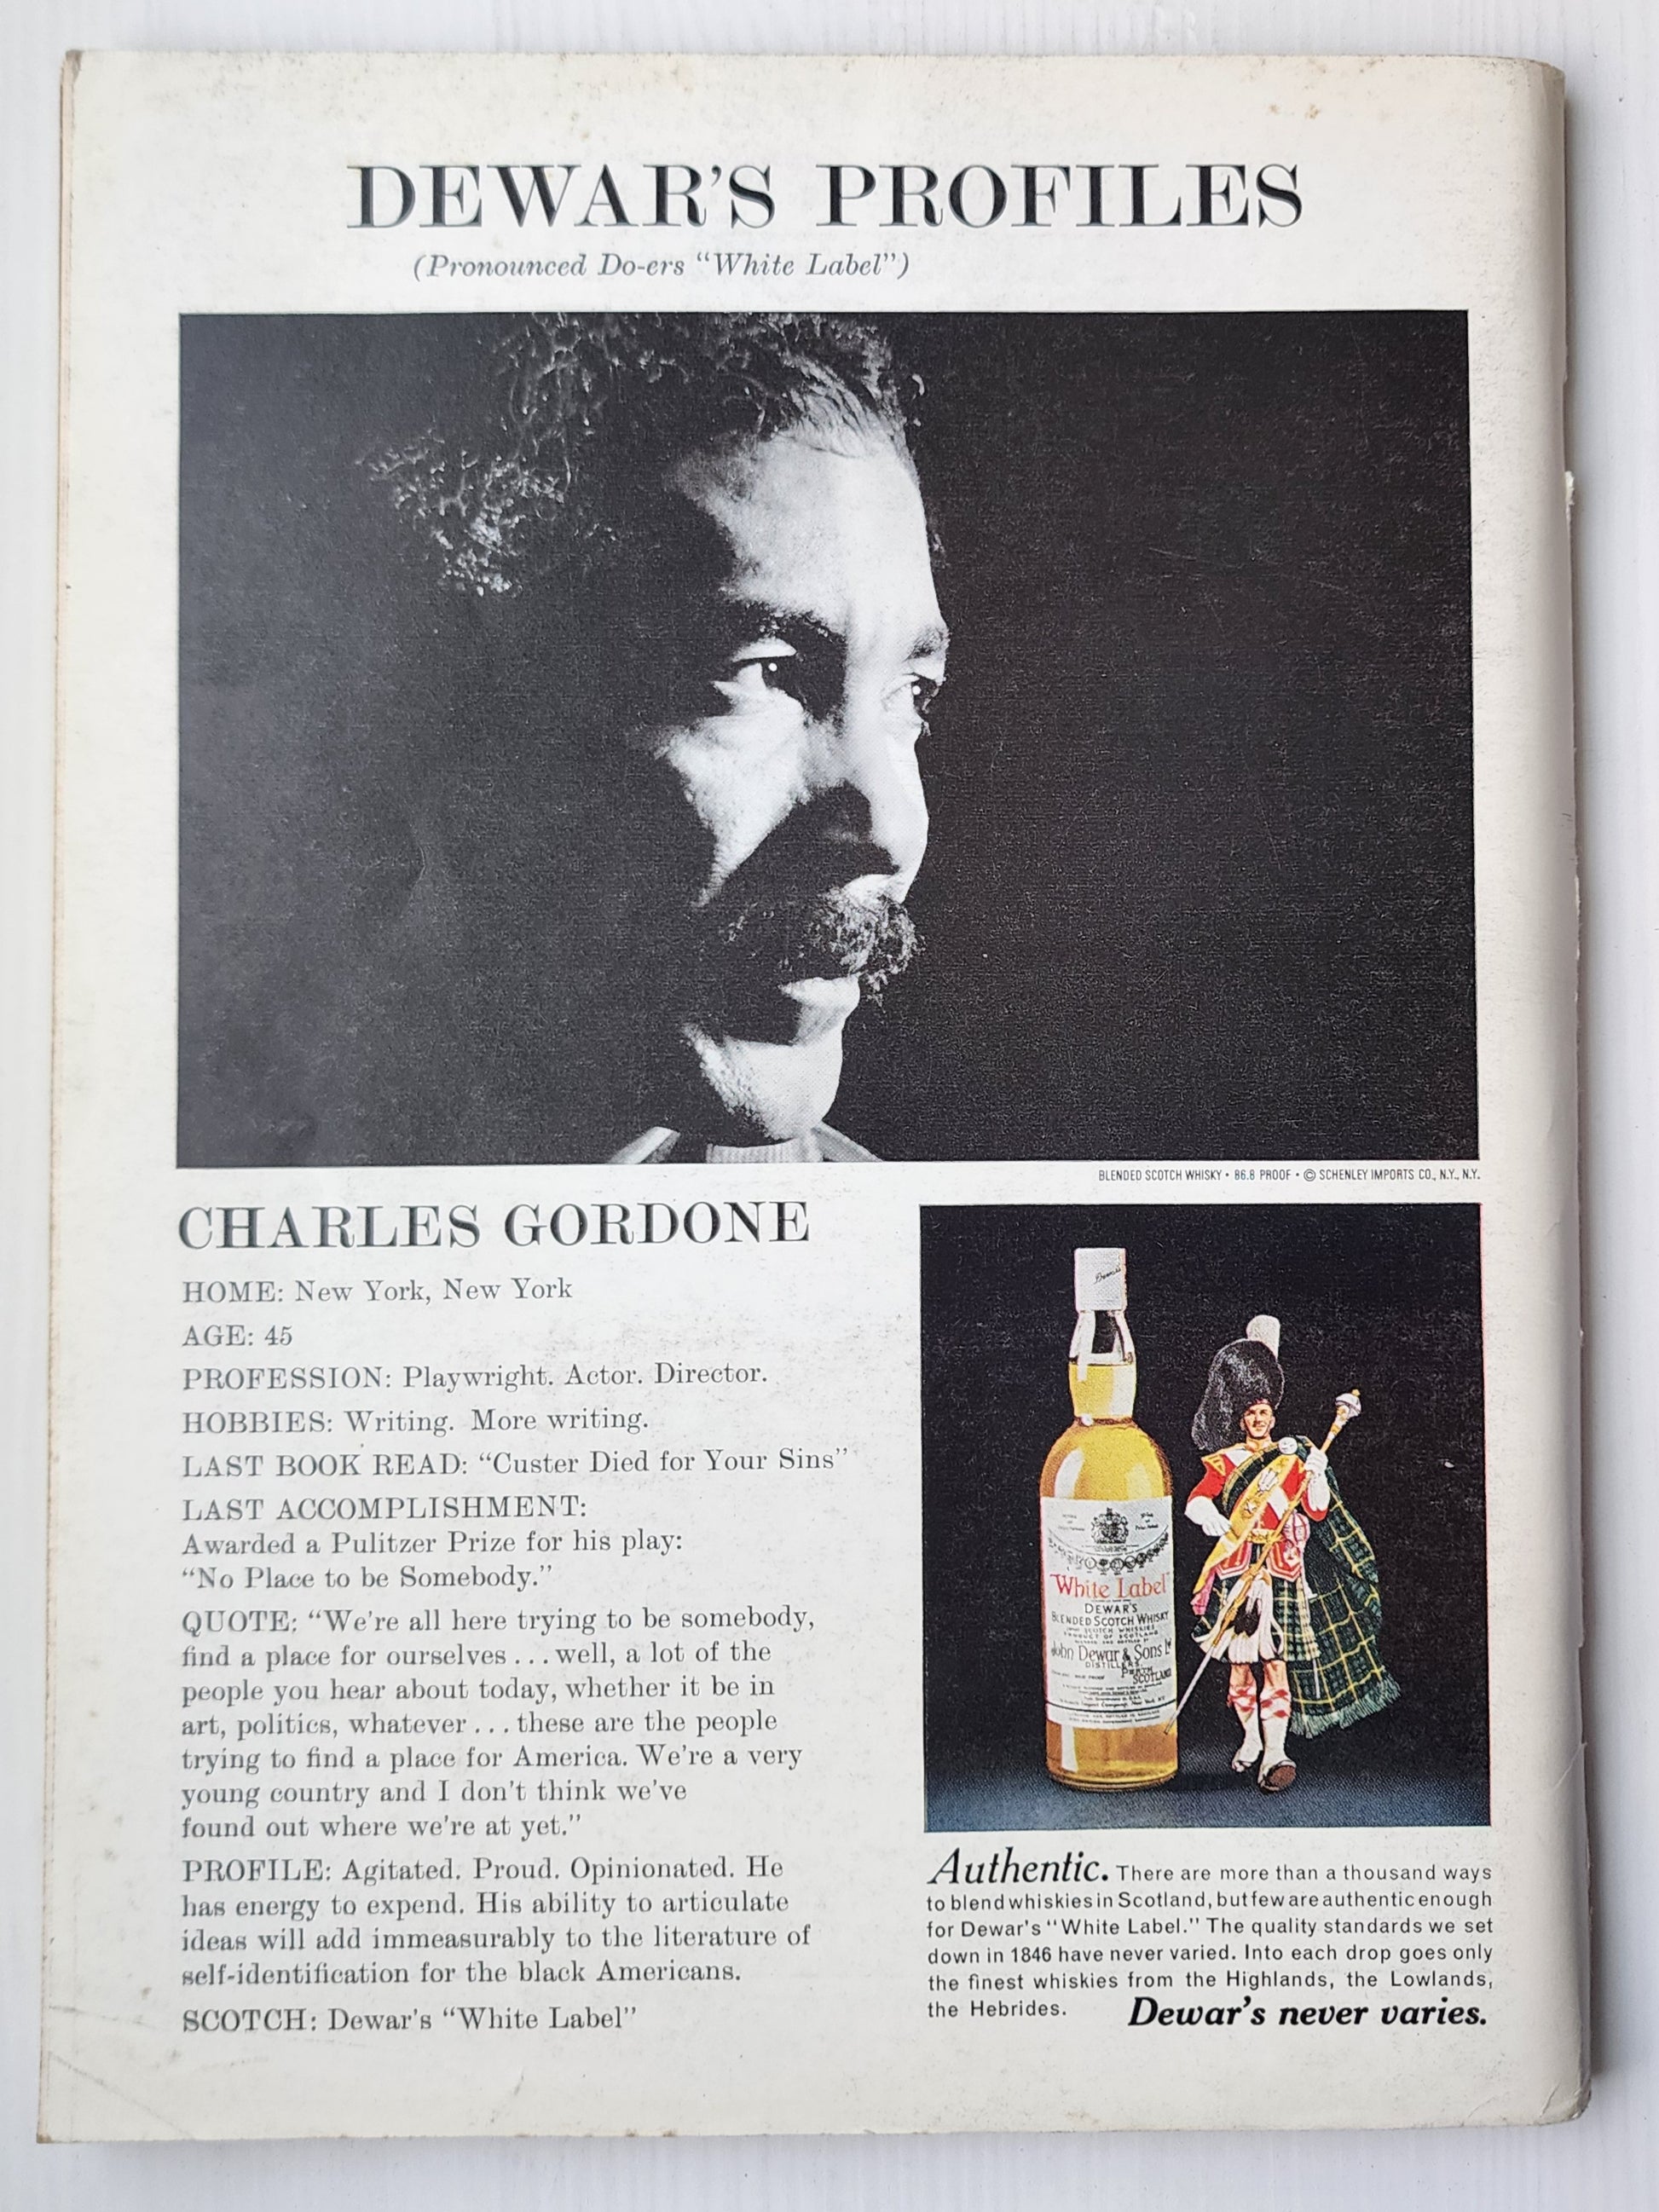 DEWAR'S PROFILES
(Pronounced Do-ers “White Label”)
BLENDED SCOTCH WHISKY • 86.8 PROOF • © SCHENLEY IMPORTS CO., N.Y., N.Y.
CHARLES GORDONE
HOME: New York, New York
AGE: 45
PROFESSION: Playwright. Actor. Director.
HOBBIES: Writing. More writing.
LAST BOOK READ: “Custer Died for Your Sins”
LAST ACCOMPLISHMENT:
Awarded a Pulitzer Prize for his play:
“No Place to be Somebody.”
QUOTE: “We're all here trying to be somebody,
find a place for ourselves . . . well, a lot of the
people you hear about today, whether it be in
art, politics, whatever . . . these are the people
trying to find a place for America. We're a very
young country and I don't think we've
found out where we're at yet.”
PROFILE: Agitated. Proud. Opinionated. He
has energy to expend. His ability to articulate
ideas will add immeasurably to the literature of
self-identification for the black Americans.
SCOTCH: Dewar's “White Label”
Dewar's
White Label
DEWAR'S
BLENDED SCOTCH WHISKY
PRODUCT OF SCOTLAND
John Dewar & Sons Ld
DISTILLERS,
PERTH
SCOTLAND
Authentic. There are more than a thousand ways
to blend whiskies in Scotland, but few are authentic enough
for Dewar's “White Label.” The quality standards we set
down in 1846 have never varied. Into each drop goes only
the finest whiskies from the Highlands, the Lowlands,
the Hebrides. Dewar's never varies.